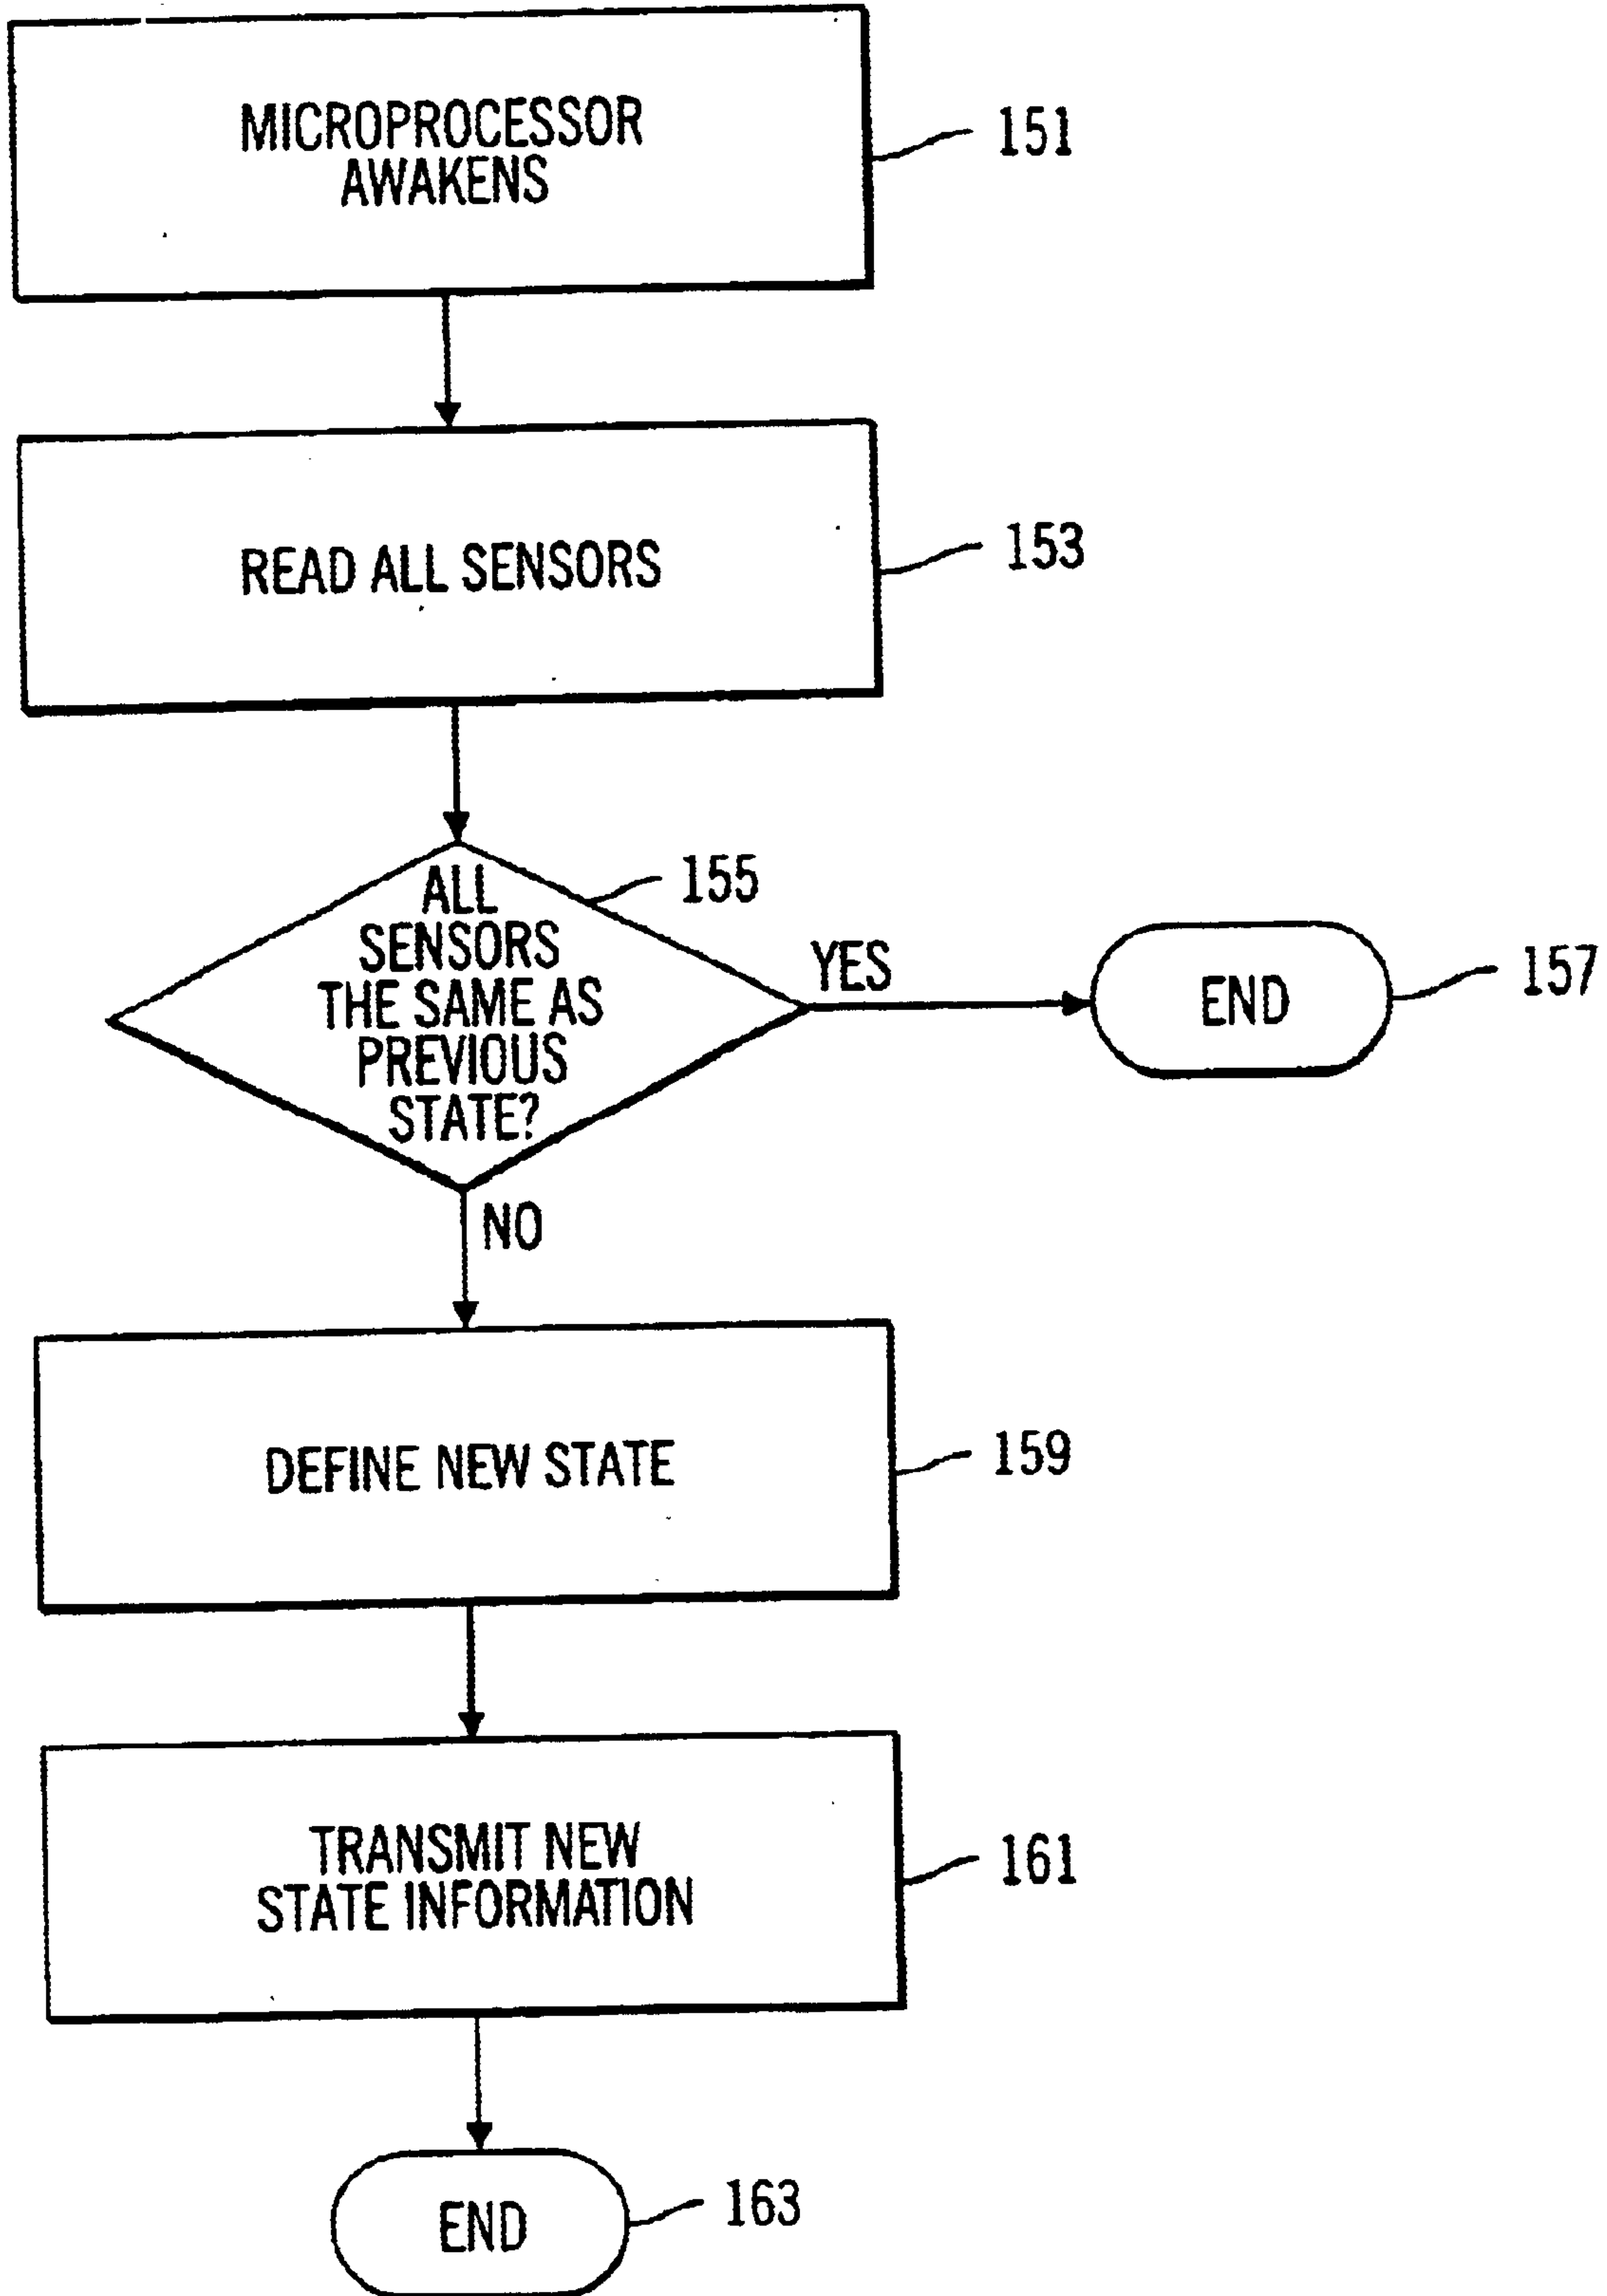 MICROPROCESSOR
AWAKENS
151
READ ALL SENSORS
153
ALL
SENSORS
THE SAME AS
PREVIOUS
STATE?
155
YES
END
157
NO
DEFINE NEW STATE
159
TRANSMIT NEW
STATE INFORMATION
161
END
163